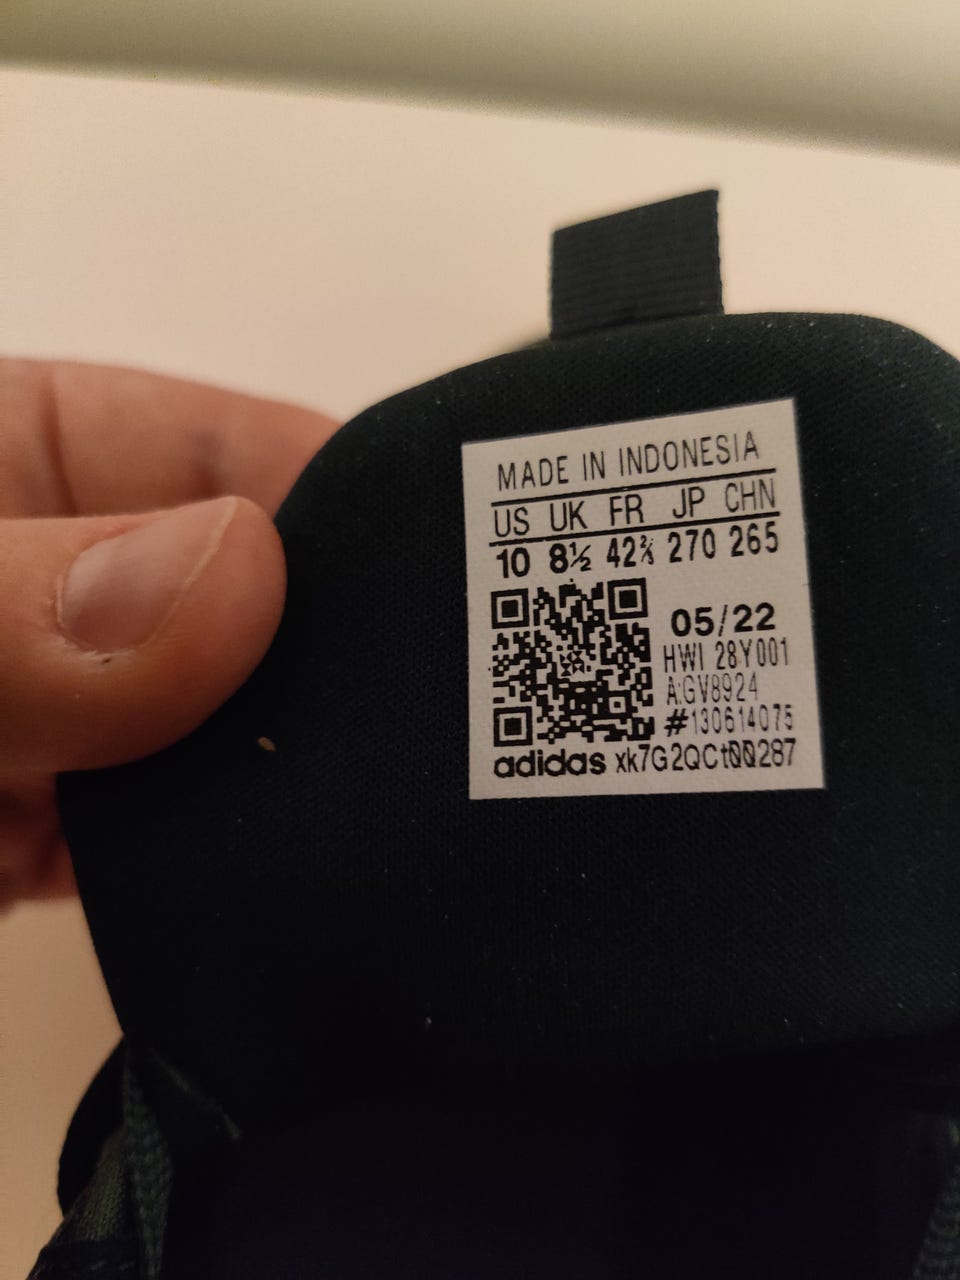 MADE IN INDONESIA
US UK FR JP CHN
10 8½ 42⅔ 270 265
05/22
HWI 28Y001
A:GV8924
#130614075
adidas xk7G2QCt00287